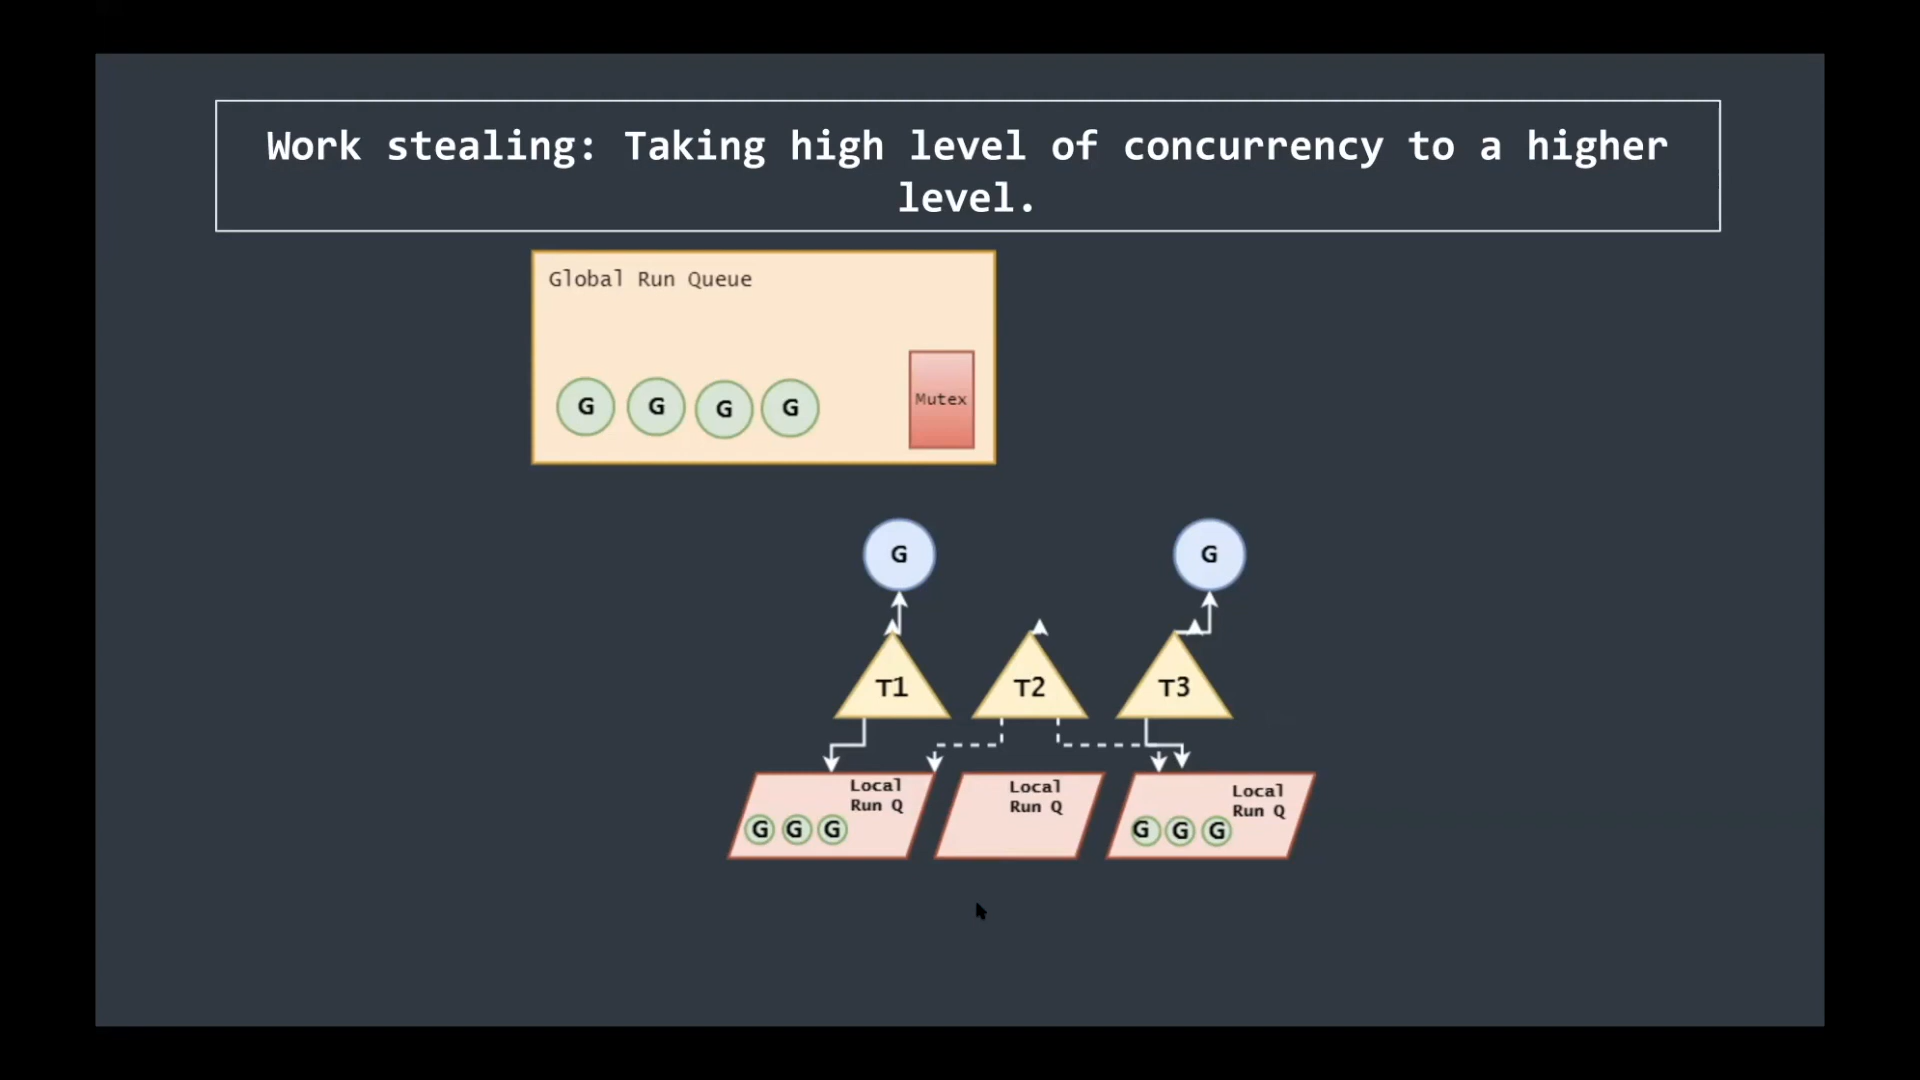 Work stealing: Taking high level of concurrency to a higher
level.
Global Run Queue
G G G G
Mutex
G G
T1 T2 T3
Local
Run Q
G G G
Local
Run Q
Local
Run Q
G G G